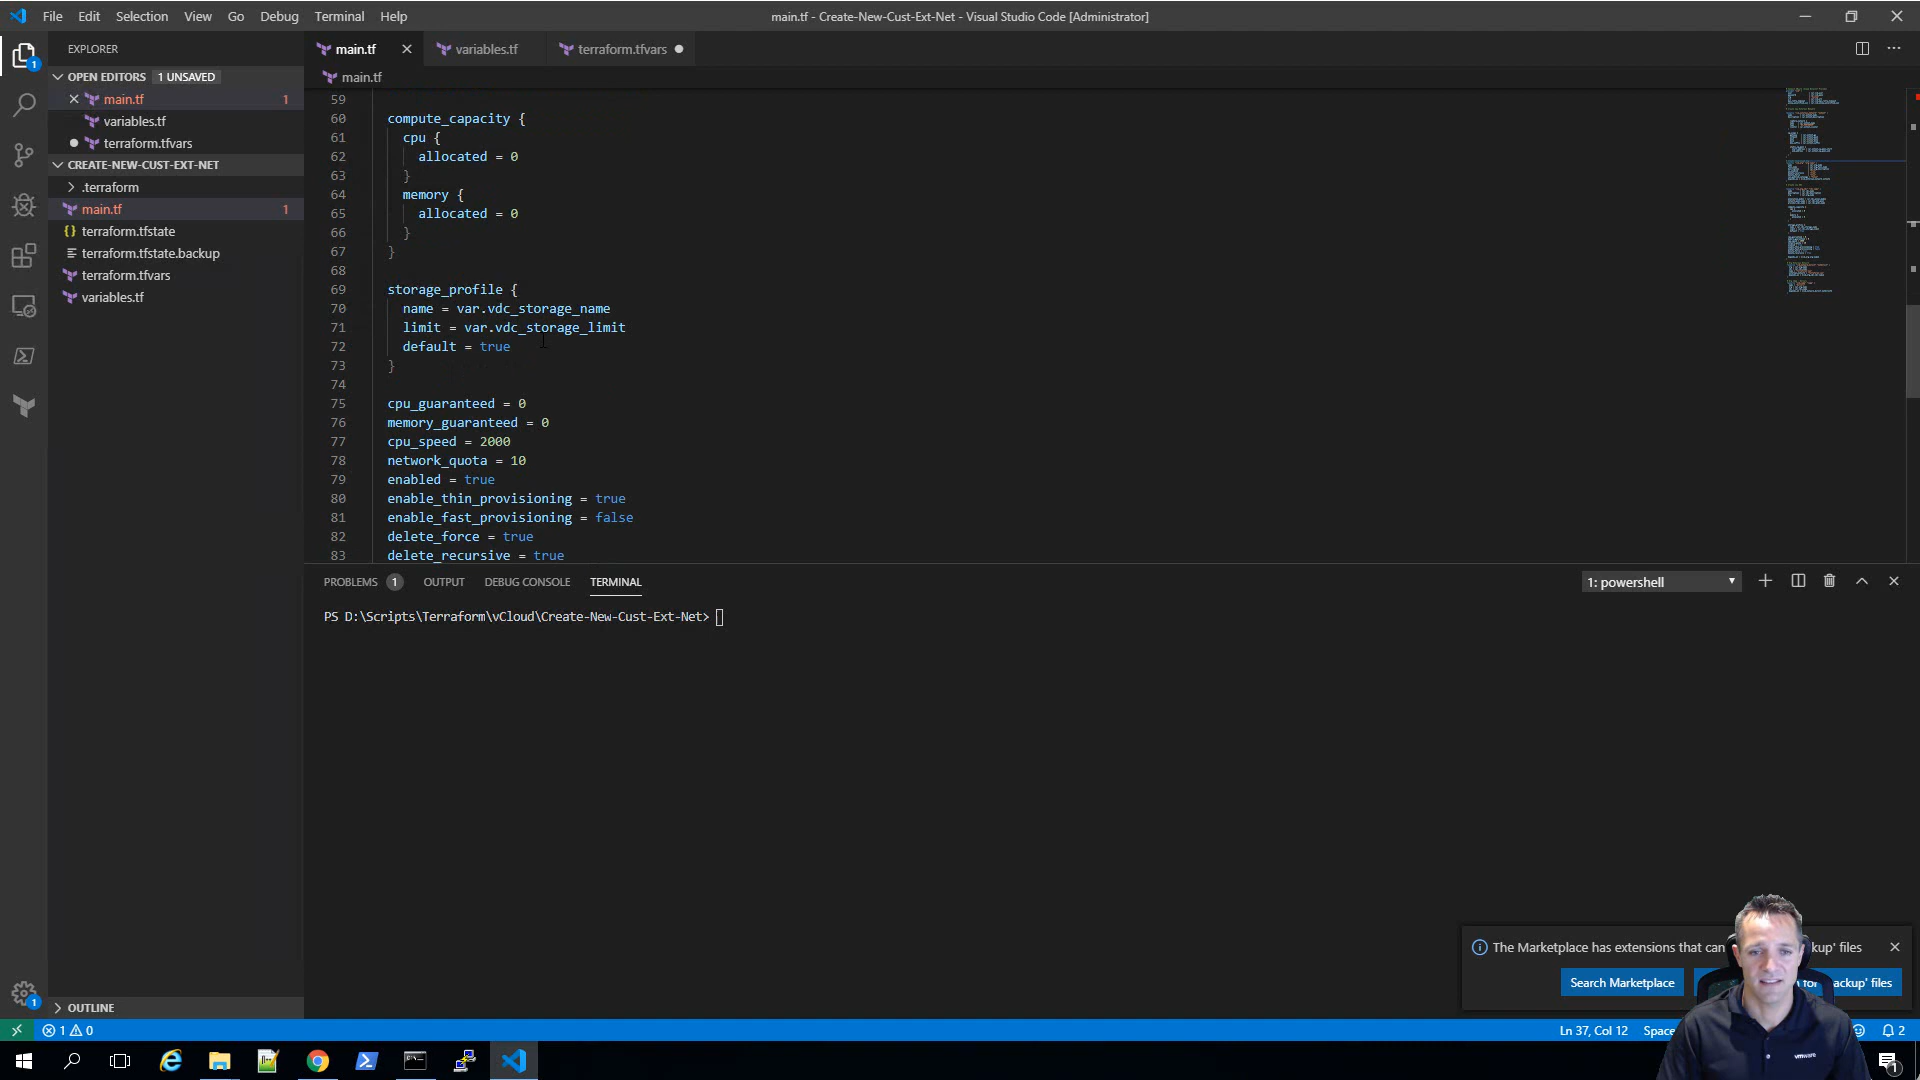 File Edit Selection View Go Debug Terminal Help
main.tf - Create-New-Cust-Ext-Net - Visual Studio Code [Administrator]
EXPLORER
main.tf
variables.tf
terraform.tfvars
OPEN EDITORS 1 UNSAVED
main.tf 1
variables.tf
terraform.tfvars
CREATE-NEW-CUST-EXT-NET
.terraform
main.tf 1
terraform.tfstate
terraform.tfstate.backup
terraform.tfvars
variables.tf
OUTLINE
1
1
main.tf
59
60 compute_capacity {
61 cpu {
62 allocated = 0
63 }
64 memory {
65 allocated = 0
66 }
67 }
68
69 storage_profile {
70 name = var.vdc_storage_name
71 limit = var.vdc_storage_limit
72 default = true
73 }
74
75 cpu_guaranteed = 0
76 memory_guaranteed = 0
77 cpu_speed = 2000
78 network_quota = 10
79 enabled = true
80 enable_thin_provisioning = true
81 enable_fast_provisioning = false
82 delete_force = true
83 delete_recursive = true
PROBLEMS 1 OUTPUT DEBUG CONSOLE TERMINAL
1: powershell
PS D:\Scripts\Terraform\vCloud\Create-New-Cust-Ext-Net>
The Marketplace has extensions that can kup' files
Search Marketplace
for ackup' files
1 0
Ln 37, Col 12
Space
2
vmware
1